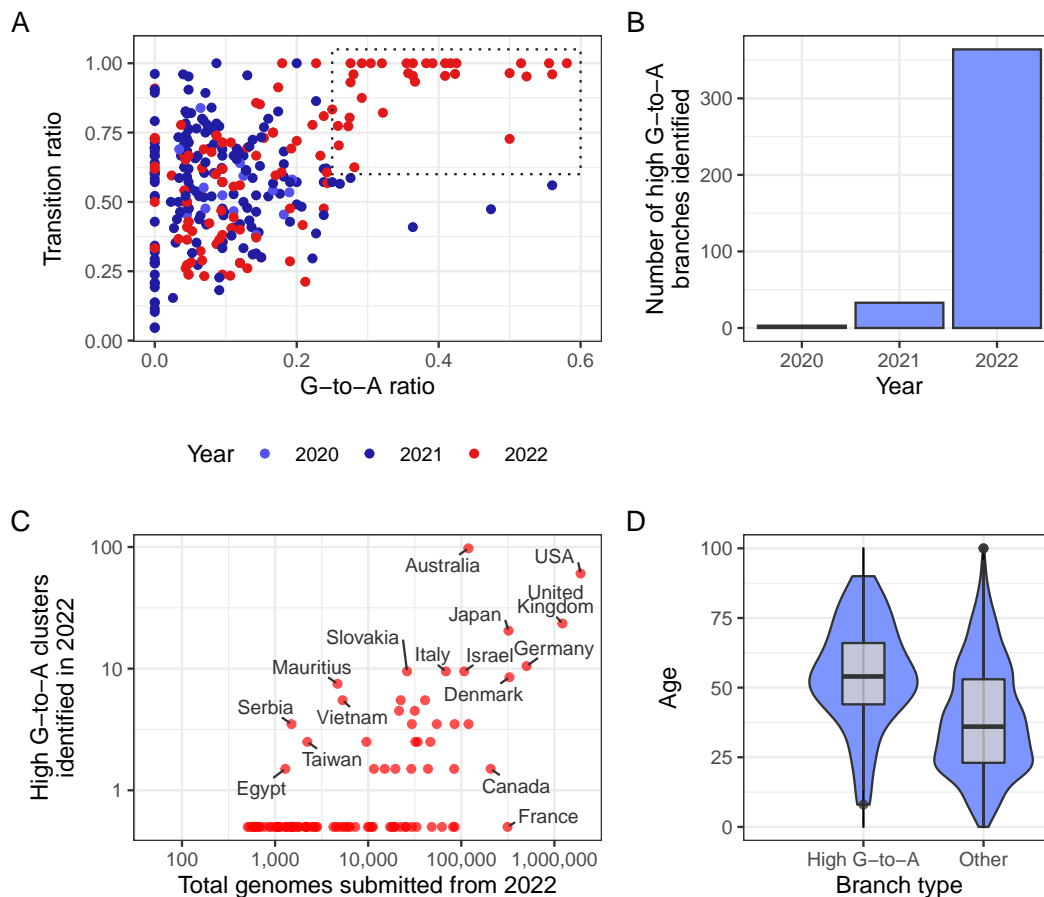 A
B
1.00
0.75
0.50
0.25
0.00
Transition ratio
0.0
0.2
0.4
0.6
G−to−A ratio
Number of high G−to−A
branches identified
300
200
100
0
2020
2021
2022
Year
Year
2020
2021
2022
C
D
High G−to−A clusters
identified in 2022
100
10
1
Australia
USA
United
Kingdom
Japan
Slovakia
Italy
Israel
Germany
Mauritius
Denmark
Serbia
Vietnam
Taiwan
Egypt
Canada
France
100
1,000
10,000
100,000
1,000,000
Total genomes submitted from 2022
Age
100
75
50
25
0
High G−to−A
Other
Branch type